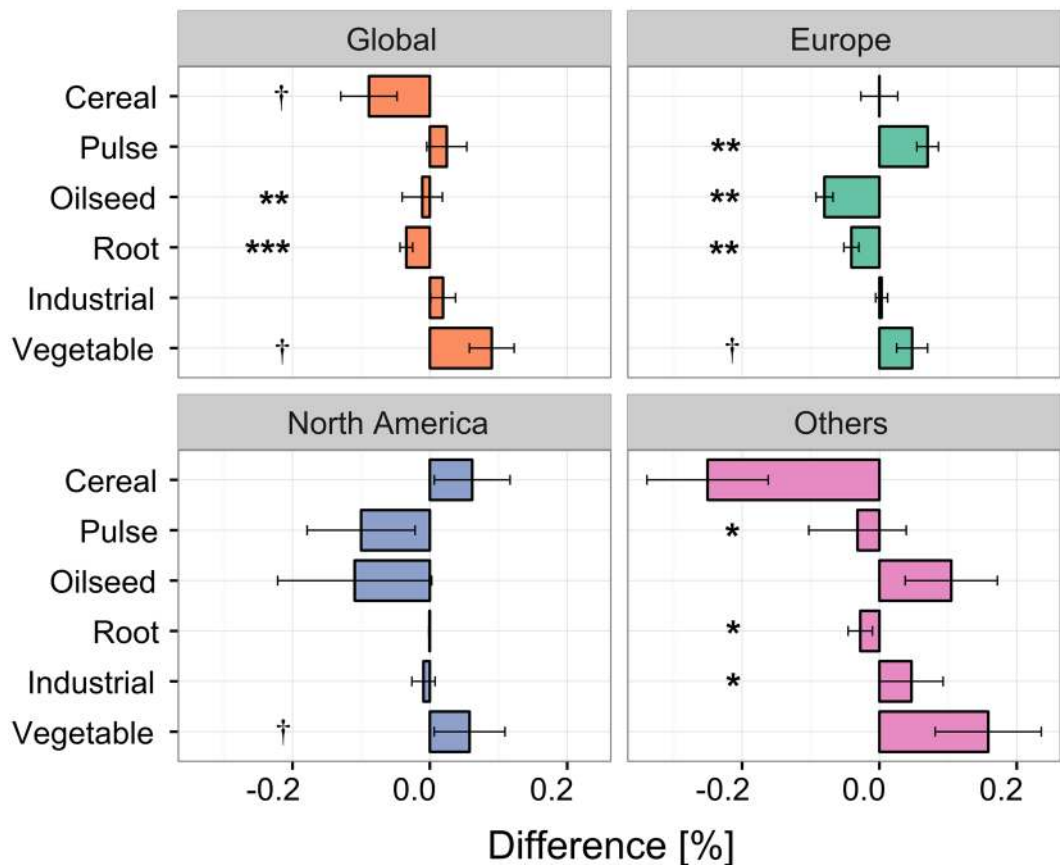 Global Europe
Cereal †
Pulse **
Oilseed ** **
Root *** **
Industrial
Vegetable † †
North America Others
Cereal
Pulse *
Oilseed
Root *
Industrial *
Vegetable †
-0.2 0.0 0.2 -0.2 0.0 0.2
Difference [%]